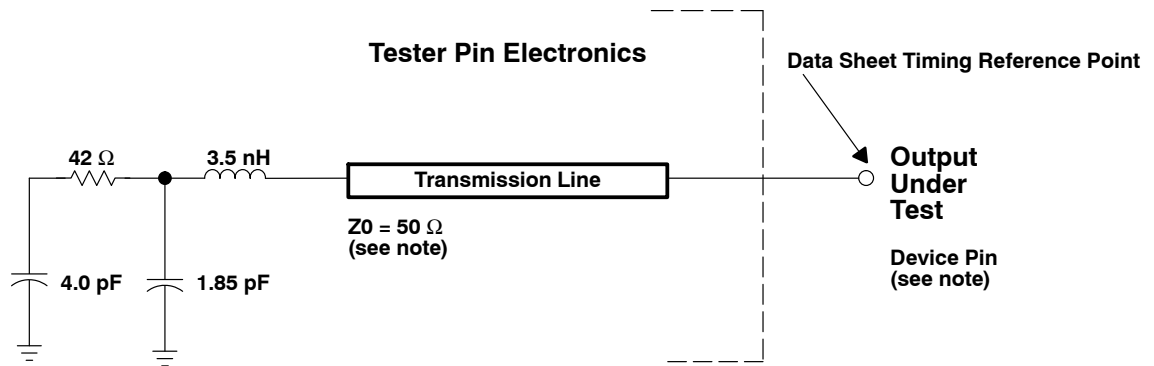 Tester Pin Electronics
Data Sheet Timing Reference Point
42 Ω
3.5 nH
Transmission Line
Output
Under
Test
Z0 = 50 Ω
(see note)
Device Pin
(see note)
4.0 pF
1.85 pF